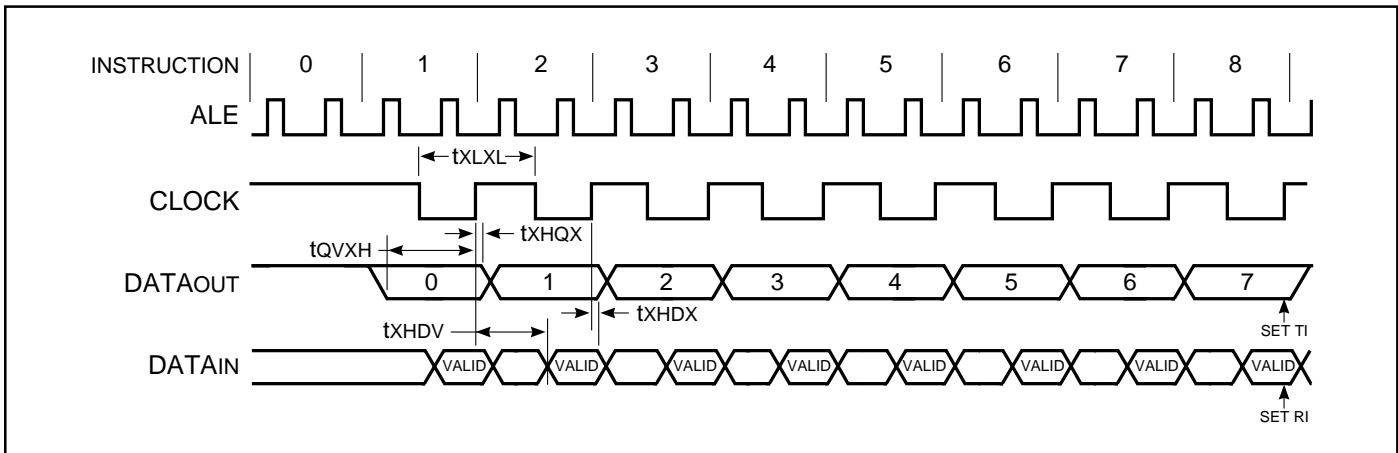 INSTRUCTION 0 1 2 3 4 5 6 7 8
ALE
tXLXL
CLOCK
tXHQX
tQVXH
DATAOUT 0 1 2 3 4 5 6 7
tXHDX
tXHDV
SET TI
DATAIN VALID VALID VALID VALID VALID VALID VALID VALID
SET RI